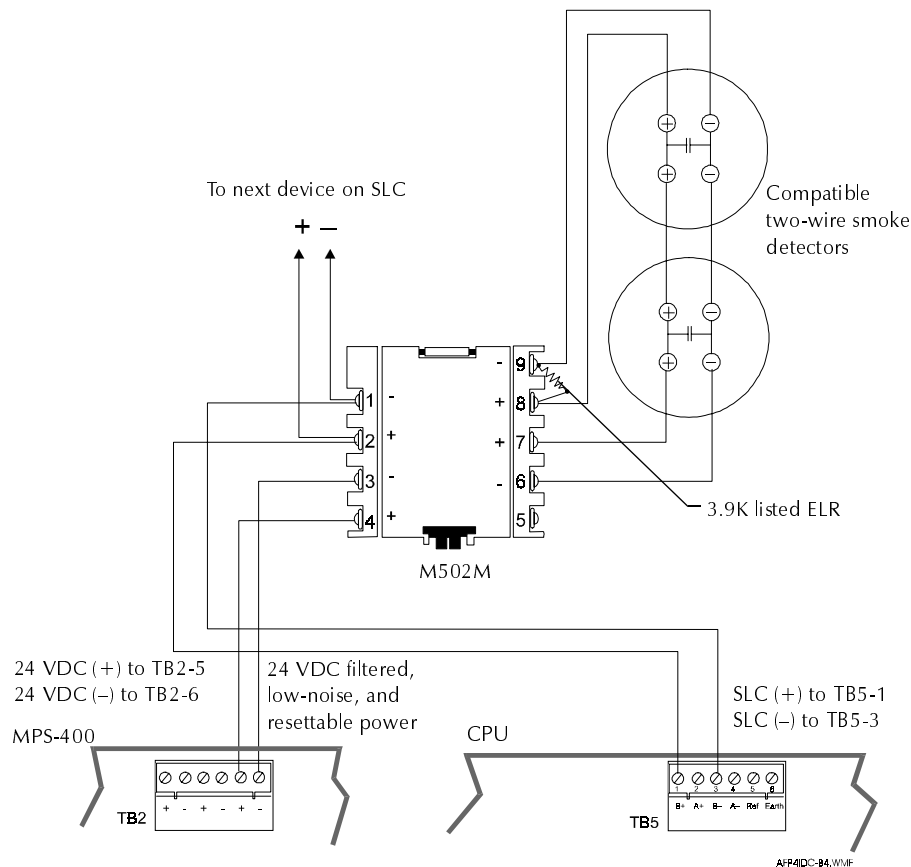 To next device on SLC
+ –
Compatible
two-wire smoke
detectors
+ –
+ –
+ –
+ –
1 -
2 +
3 -
4 +
- 9
+ 8
+ 7
- 6
5
3.9K listed ELR
M502M
24 VDC (+) to TB2-5
24 VDC (–) to TB2-6
24 VDC filtered,
low-noise, and
resettable power
SLC (+) to TB5-1
SLC (–) to TB5-3
MPS-400
CPU
TB2
+ - + - + -
TB5
1 2 3 4 5 6
B+ A+ B– A– Ref Earth
AFP4IDC-B4.WMF